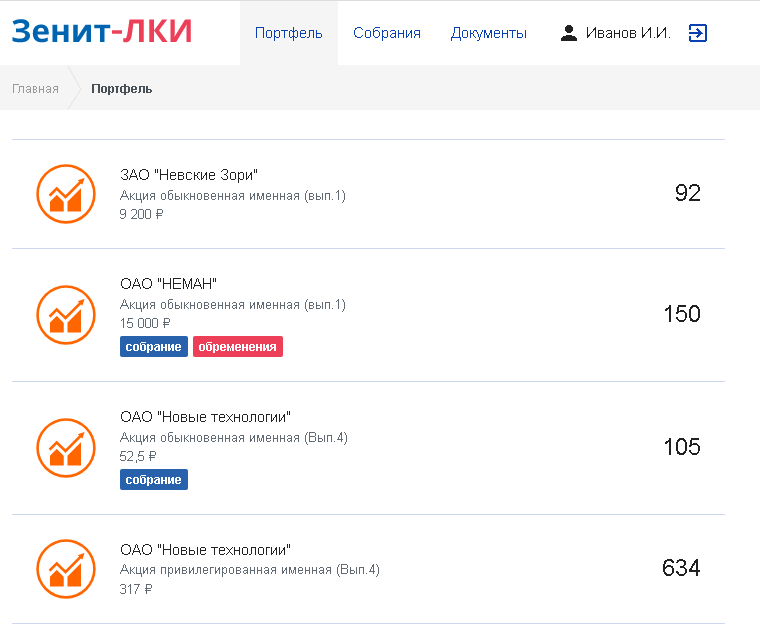 Зенит-ЛКИ Портфель Собрания Документы Иванов И.И.
Главная Портфель
ЗАО "Невские Зори"
Акция обыкновенная именная (вып.1)
9 200 ₽
92
ОАО "НЕМАН"
Акция обыкновенная именная (вып.1)
15 000 ₽
собрание обременения
150
ОАО "Новые технологии"
Акция обыкновенная именная (Вып.4)
52,5 ₽
собрание
105
ОАО "Новые технологии"
Акция привилегированная именная (Вып.4)
317 ₽
634